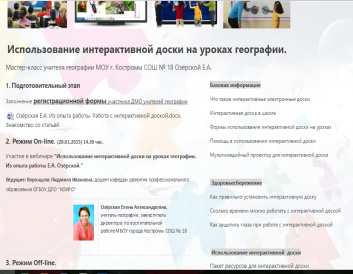 Использование интерактивной доски на уроках географии.
Мастер-класс учителя географии МОУ г. Костромы СОШ № 18 Озёрской Е.А.
1. Подготовительный этап
Заполнение регистрационной формы участника ДМО учителей географии
Озёрская Е.А. Из опыта работы. Работа с интерактивной доской.docx
Знакомство со статьёй
2. Режим On-line. (20.01.2015) 14.30 час.
Участие в вебинаре "Использование интерактивной доски на уроках географии.
Из опыта работы Е.А. Озёрской."
Ведущие: Воронцова Людмила Ивановна, доцент кафедры развития профессионального
образования ОГБОУ ДПО "КОИРО"
Озёрская Елена Александровна,
учитель географии, заместитель
директора по воспитательной
работе МБОУ города Костромы СОШ № 18
3. Режим Off-line.
Базовая информация
Что такое интерактивные электронные доски
Интерактивная доска в школе
Формы использования интерактивной доски на уроках
Помощь в использовании интерактивной доски
Мультимедийный проектор для интерактивной доски
Здоровьесбережение
Как правильно установить интерактивную доску
Сколько времени можно работать с интерактивной доской
Как защитить глаза при работе с интерактивной доской
Использование интерактивной доски
Пакет ресурсов для интерактивной доски